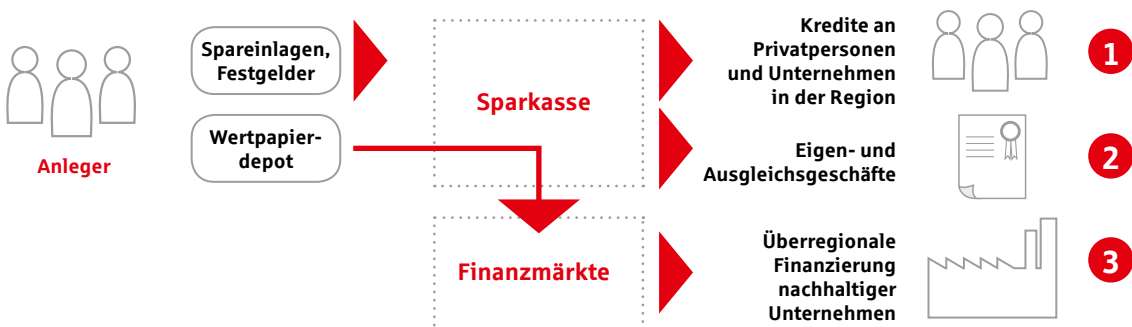 Anleger
Spareinlagen,
Festgelder
Wertpapier-
depot
Sparkasse
Finanzmärkte
Kredite an
Privatpersonen
und Unternehmen
in der Region
1
Eigen- und
Ausgleichsgeschäfte
2
Überregionale
Finanzierung
nachhaltiger
Unternehmen
3